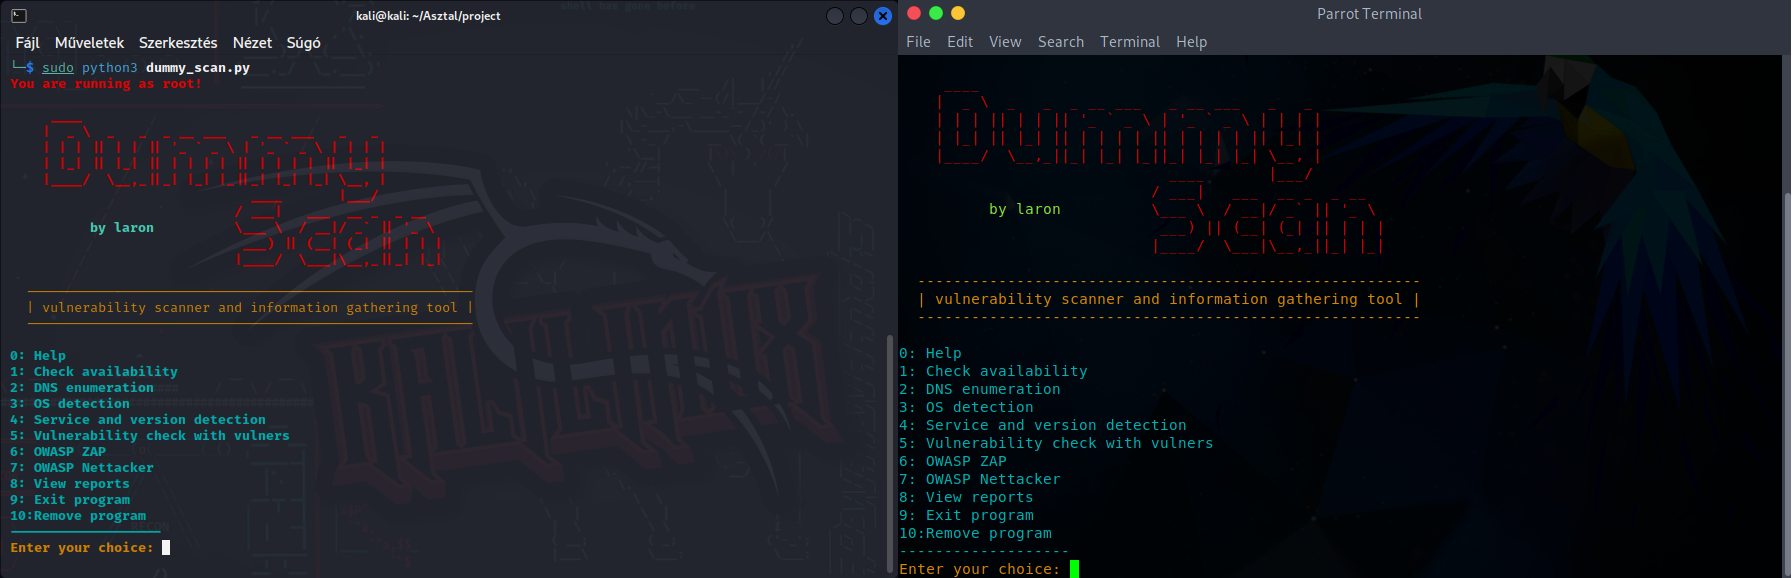 kali@kali: ~/Asztal/project
Fájl Műveletek Szerkesztés Nézet Súgó
└─$ sudo python3 dummy_scan.py
You are running as root!
Dummy
Scan
by laron
| vulnerability scanner and information gathering tool |
0: Help
1: Check availability
2: DNS enumeration
3: OS detection
4: Service and version detection
5: Vulnerability check with vulners
6: OWASP ZAP
7: OWASP Nettacker
8: View reports
9: Exit program
10:Remove program
Enter your choice:
KALI LINUX
Parrot Terminal
File Edit View Search Terminal Help
Dummy
Scan
by laron
-------------------------------------------------------
| vulnerability scanner and information gathering tool |
-------------------------------------------------------
0: Help
1: Check availability
2: DNS enumeration
3: OS detection
4: Service and version detection
5: Vulnerability check with vulners
6: OWASP ZAP
7: OWASP Nettacker
8: View reports
9: Exit program
10:Remove program
-------------------
Enter your choice: